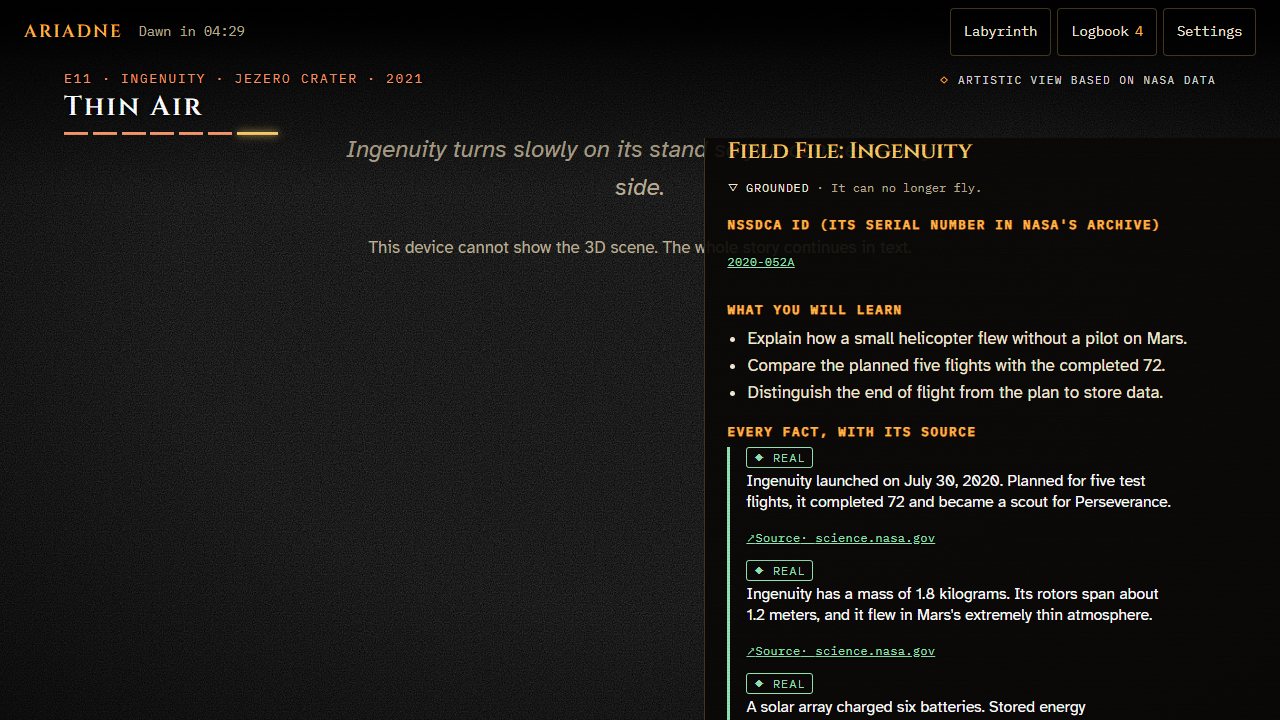 ARIADNE Dawn in 04:29
Labyrinth
Logbook 4
Settings
E11 · INGENUITY · JEZERO CRATER · 2021
◇ ARTISTIC VIEW BASED ON NASA DATA
Thin Air
Ingenuity turns slowly on its stand
side.
This device cannot show the 3D scene. The whole story continues in text.
Field File: Ingenuity
▽ GROUNDED · It can no longer fly.
NSSDCA ID (ITS SERIAL NUMBER IN NASA'S ARCHIVE)
2020-052A
WHAT YOU WILL LEARN
• Explain how a small helicopter flew without a pilot on Mars.
• Compare the planned five flights with the completed 72.
• Distinguish the end of flight from the plan to store data.
EVERY FACT, WITH ITS SOURCE
◆ REAL
Ingenuity launched on July 30, 2020. Planned for five test
flights, it completed 72 and became a scout for Perseverance.
↗Source· science.nasa.gov
◆ REAL
Ingenuity has a mass of 1.8 kilograms. Its rotors span about
1.2 meters, and it flew in Mars's extremely thin atmosphere.
↗Source· science.nasa.gov
◆ REAL
A solar array charged six batteries. Stored energy